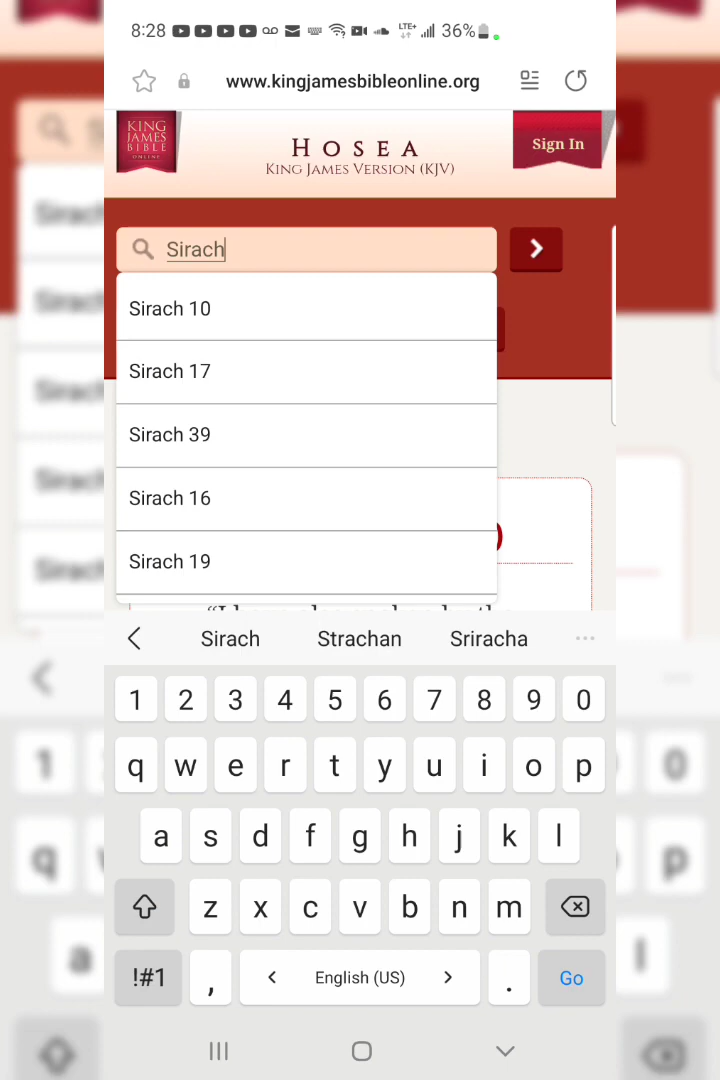 8:28 LTE+ 36%
www.kingjamesbibleonline.org
KING
JAMES
BIBLE
ONLINE
HOSEA
KING JAMES VERSION (KJV)
Sign In
Sirach
Sirach 10
Sirach 17
Sirach 39
Sirach 16
Sirach 19
Sirach Strachan Sriracha
1 2 3 4 5 6 7 8 9 0
q w e r t y u i o p
a s d f g h j k l
z x c v b n m
!#1 , English (US) . Go